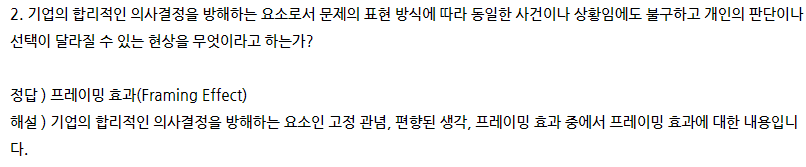 2. 기업의 합리적인 의사결정을 방해하는 요소로서 문제의 표현 방식에 따라 동일한 사건이나 상황임에도 불구하고 개인의 판단이나
선택이 달라질 수 있는 현상을 무엇이라고 하는가?
정답 ) 프레이밍 효과(Framing Effect)
해설 ) 기업의 합리적인 의사결정을 방해하는 요소인 고정 관념, 편향된 생각, 프레이밍 효과 중에서 프레이밍 효과에 대한 내용입니
다.